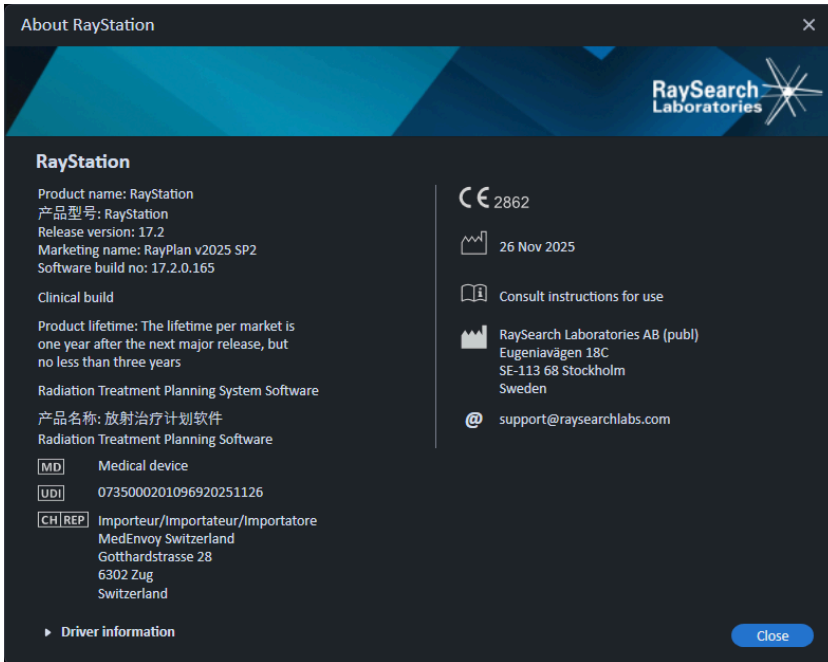 About RayStation
RaySearch
Laboratories
RayStation
Product name: RayStation
产品型号: RayStation
Release version: 17.2
Marketing name: RayPlan v2025 SP2
Software build no: 17.2.0.165
Clinical build
Product lifetime: The lifetime per market is
one year after the next major release, but
no less than three years
Radiation Treatment Planning System Software
产品名称: 放射治疗计划软件
Radiation Treatment Planning Software
MD Medical device
UDI 0735000201096920251126
CH REP Importeur/Importateur/Importatore
MedEnvoy Switzerland
Gotthardstrasse 28
6302 Zug
Switzerland
Driver information
CE 2862
26 Nov 2025
Consult instructions for use
RaySearch Laboratories AB (publ)
Eugeniavägen 18C
SE-113 68 Stockholm
Sweden
@ support@raysearchlabs.com
Close